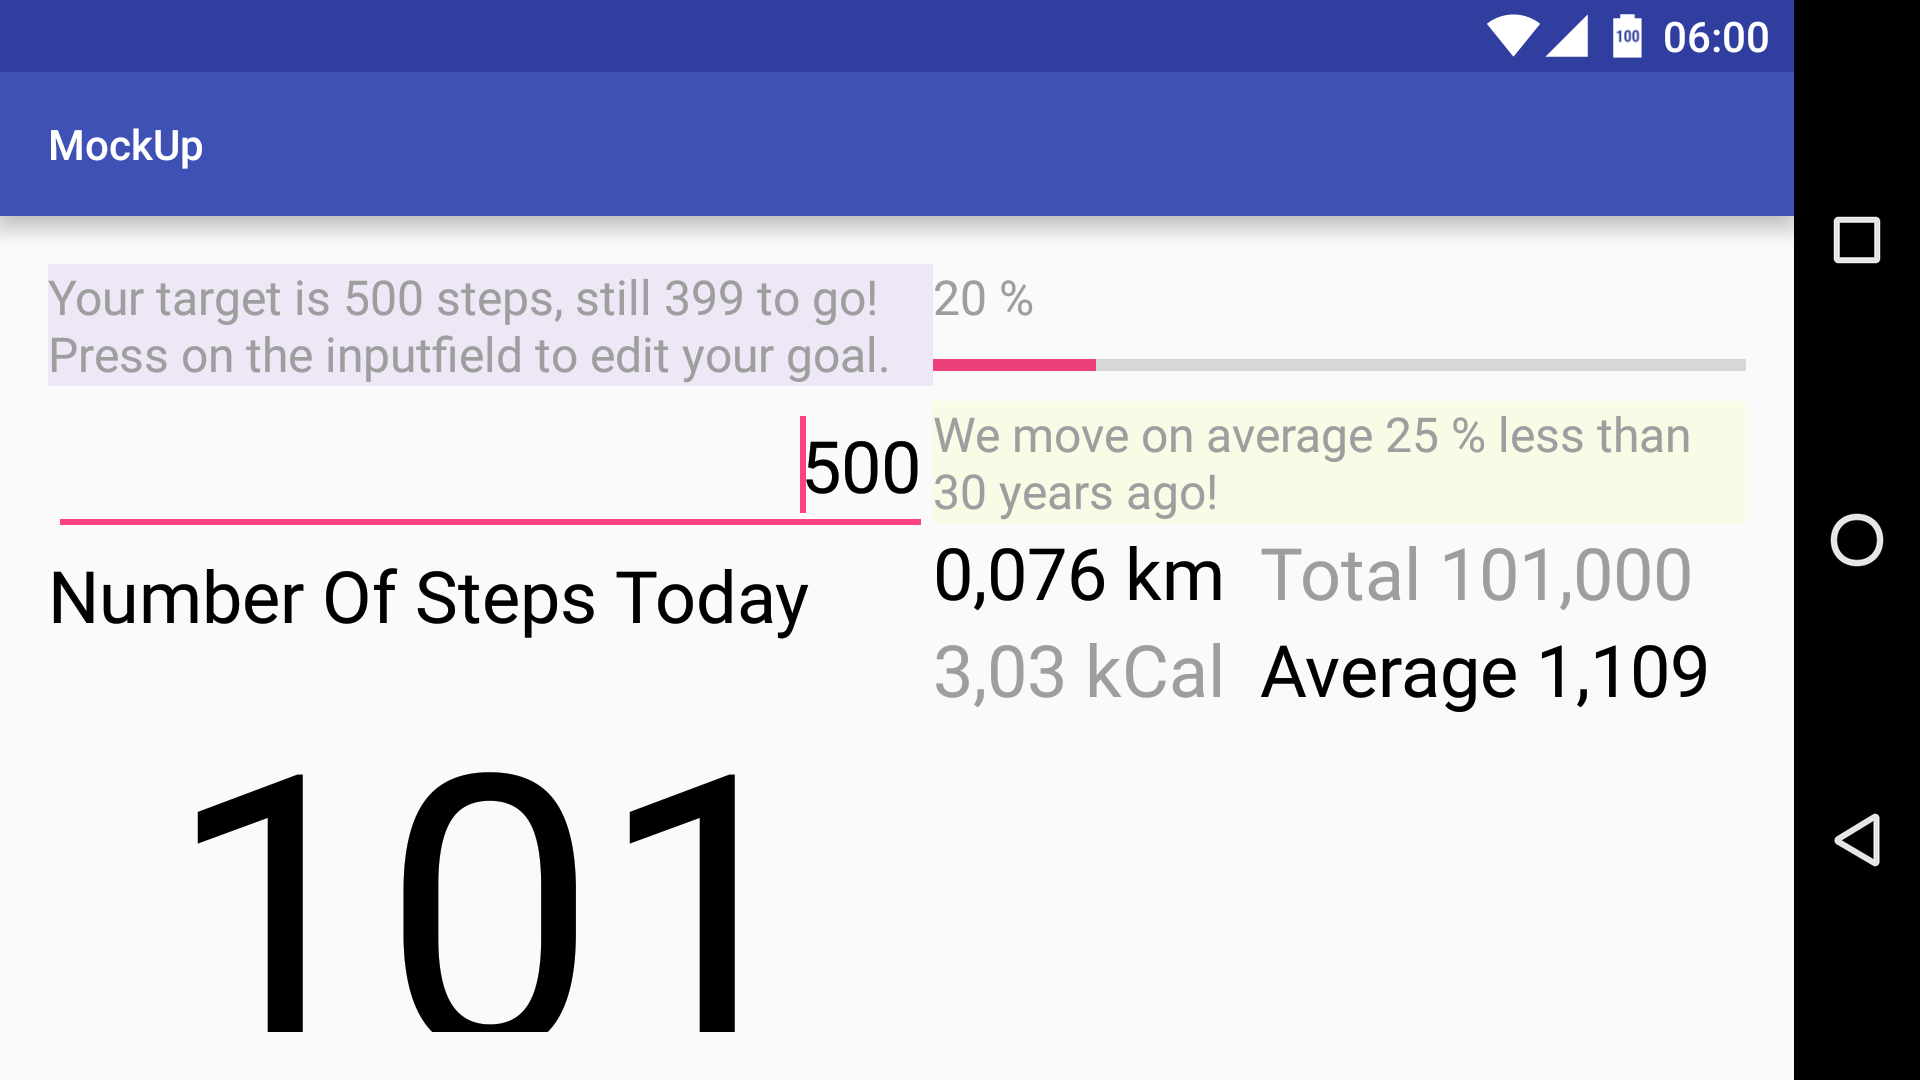 100 06:00
MockUp
Your target is 500 steps, still 399 to go!
Press on the inputfield to edit your goal.
500
Number Of Steps Today
101
20 %
We move on average 25 % less than
30 years ago!
0,076 km Total 101,000
3,03 kCal Average 1,109